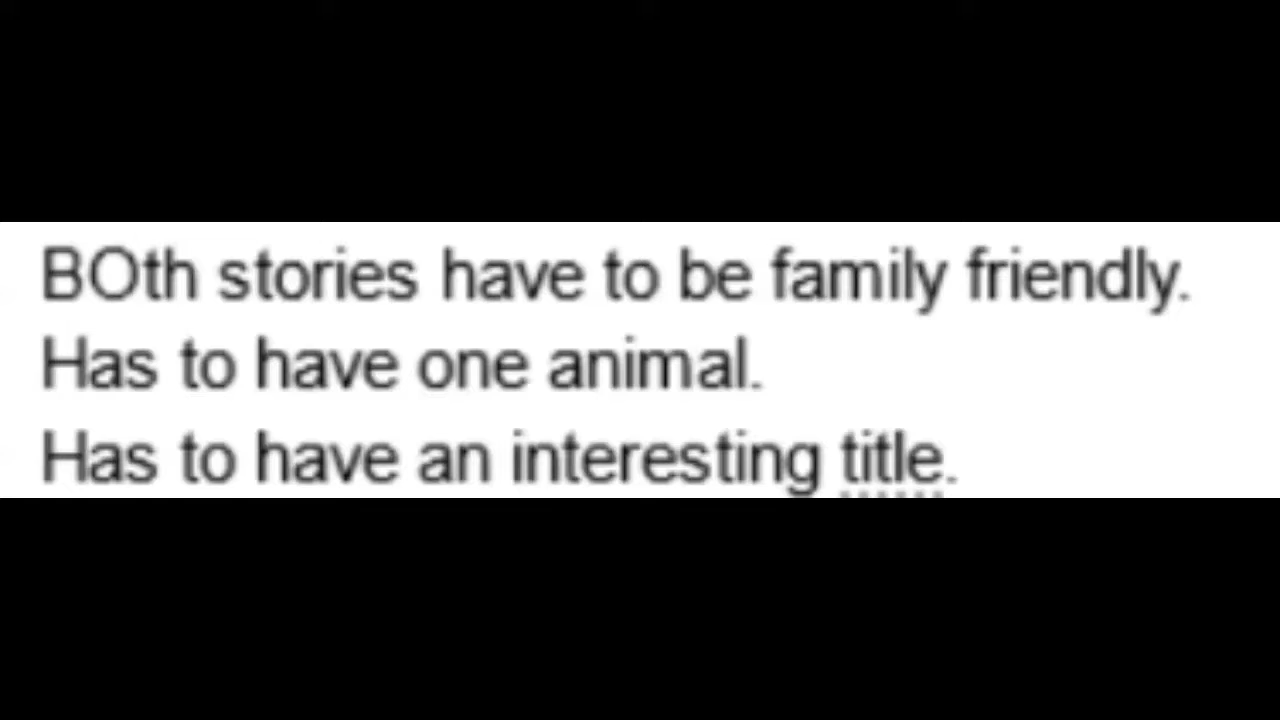 BOth stories have to be family friendly.
Has to have one animal.
Has to have an interesting title.